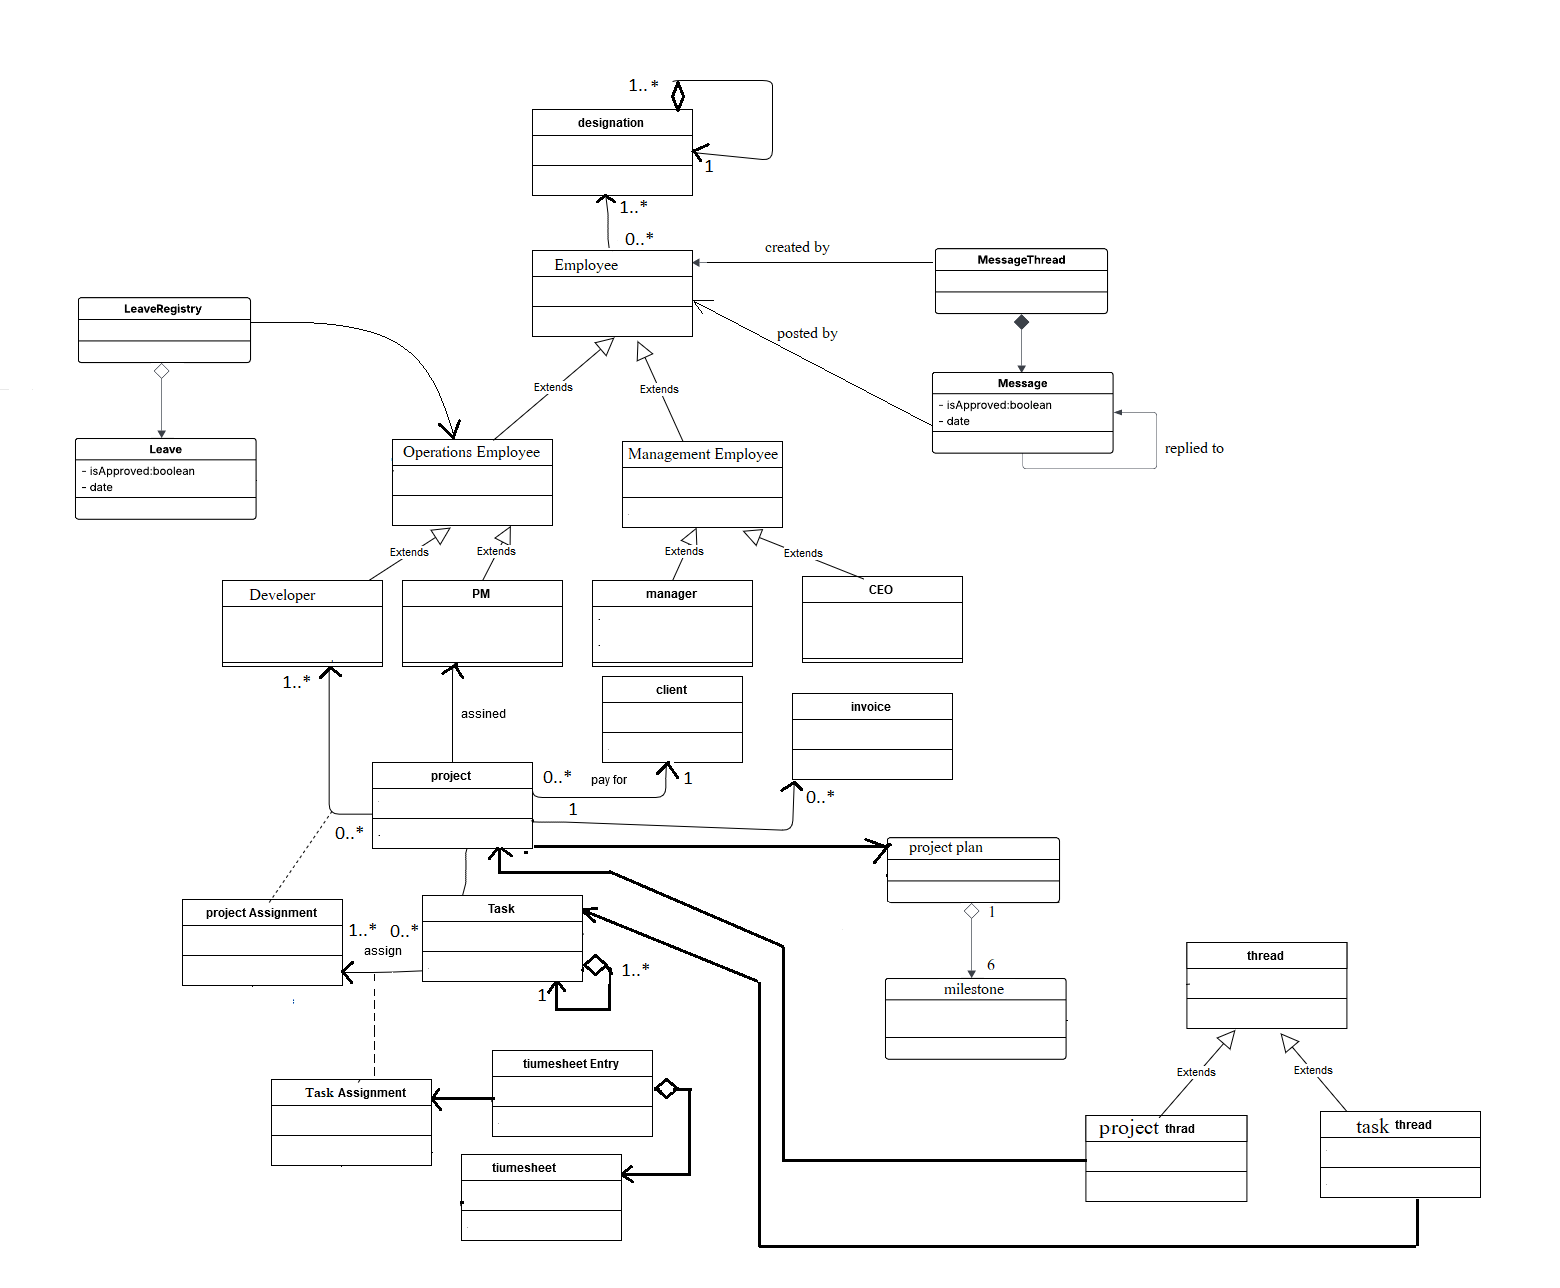 1..*
designation
1
1..*
0..*
Employee
created by
MessageThread
LeaveRegistry
posted by
Message
- isApproved:boolean
- date
replied to
Extends
Extends
Leave
- isApproved:boolean
- date
Operations Employee
Management Employee
Extends
Extends
Extends
Extends
Developer
PM
manager
CEO
1..*
assined
client
invoice
project
0..*
pay for
1
1
0..*
0..*
project plan
1
project Assignment
1..*
0..*
assign
Task
1..*
1
6
milestone
thread
tiumesheet Entry
Extends
Extends
Task Assignment
project thrad
task thread
tiumesheet